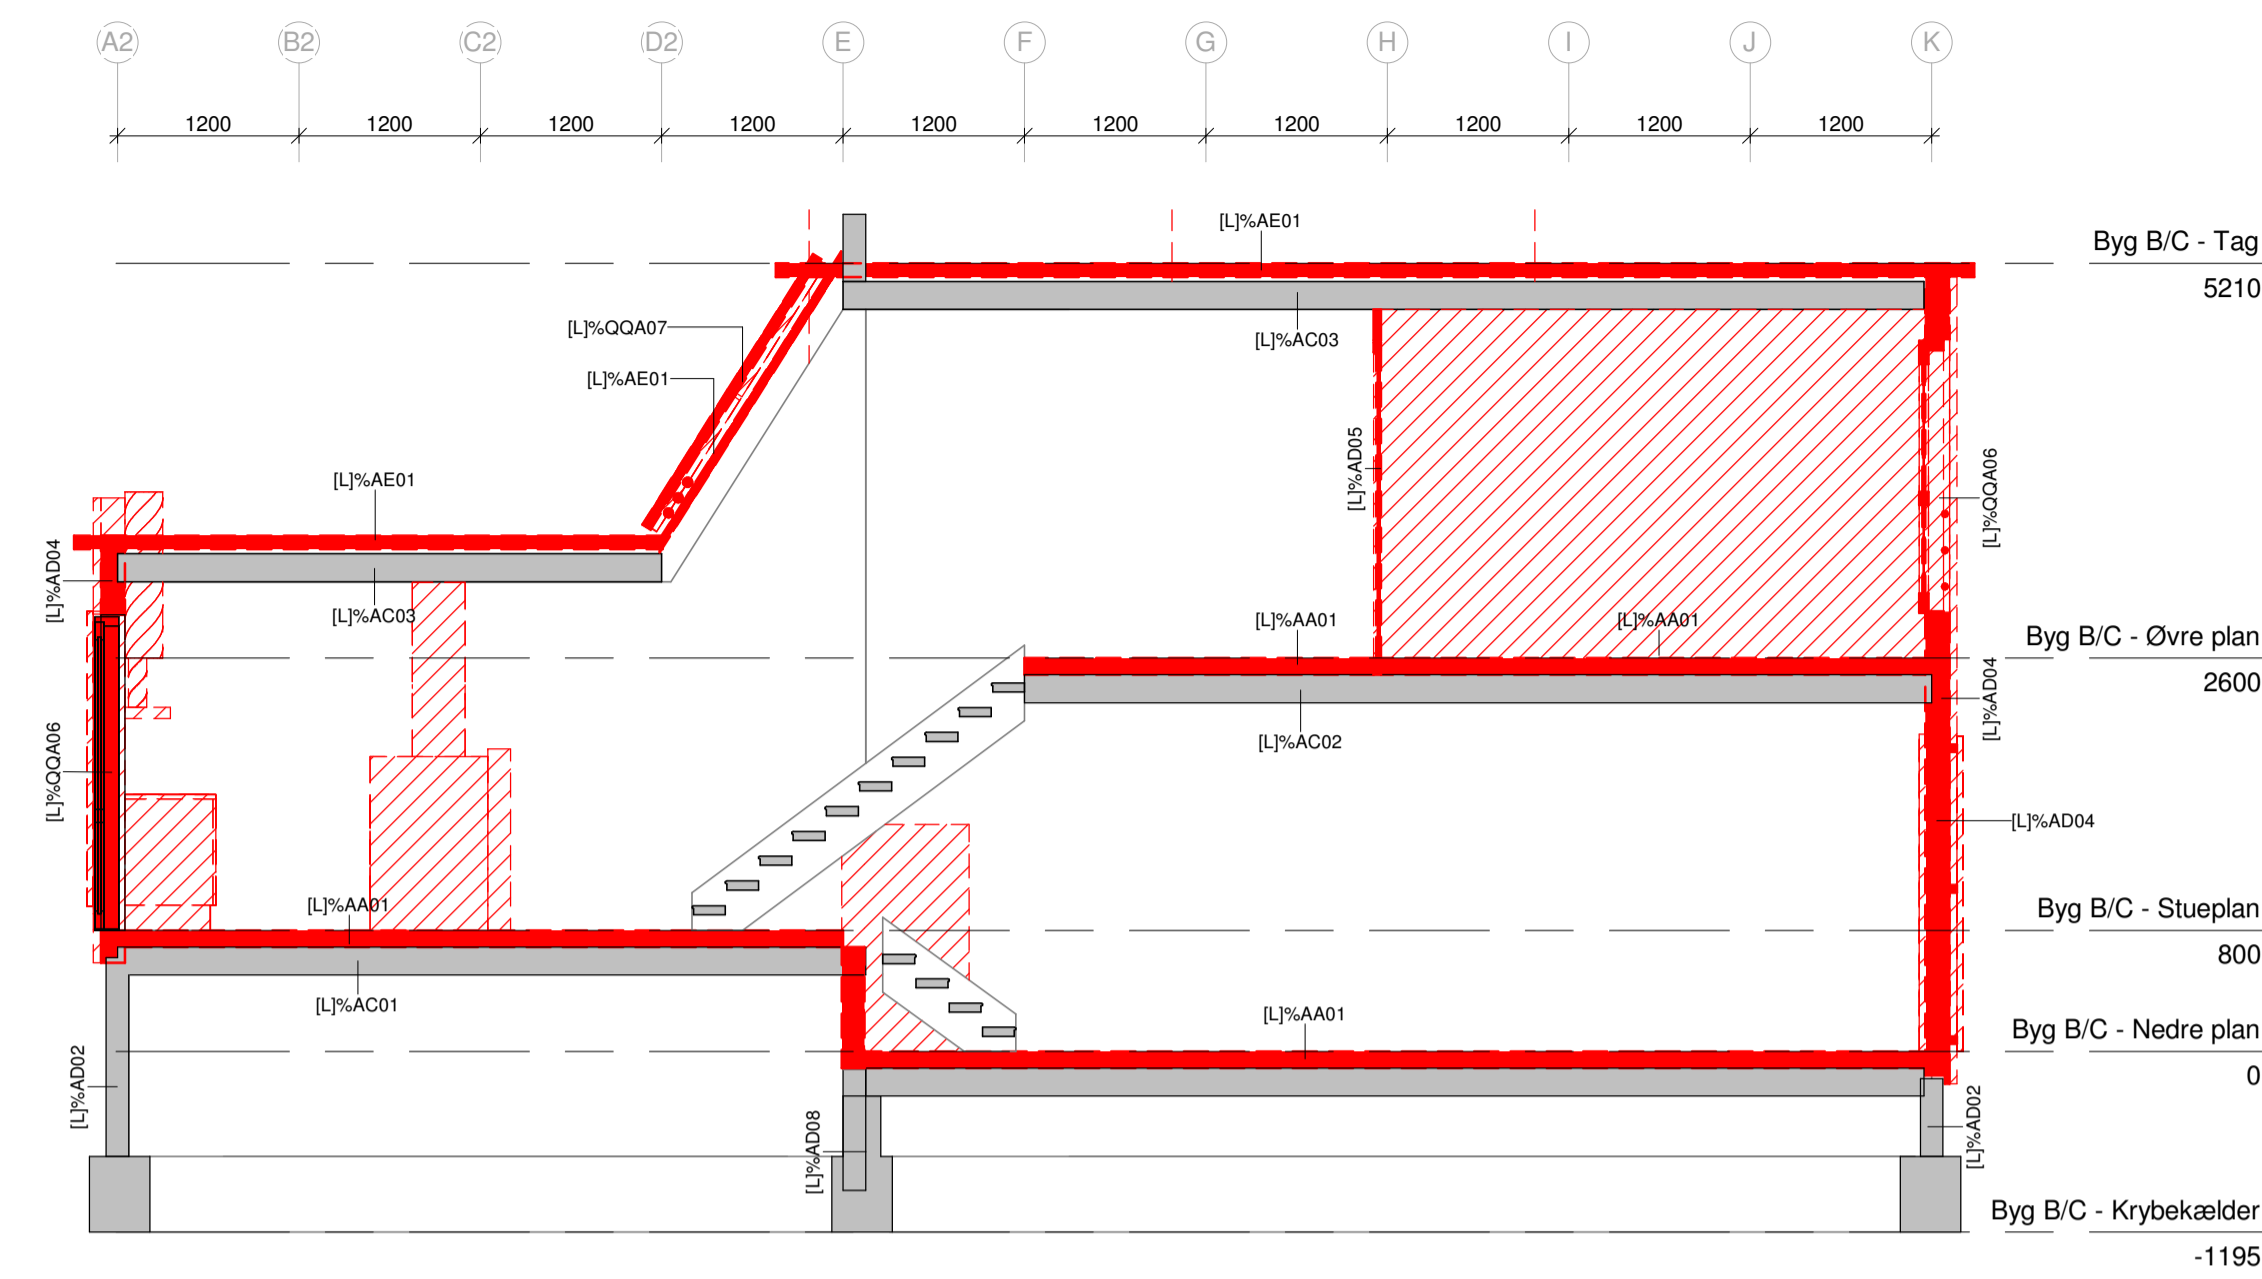 A2 B2 C2 D2 E F G H I J K
1200 1200 1200 1200 1200 1200 1200 1200 1200 1200
[L]%AE01
Byg B/C - Tag
5210
[L]%QQA07
[L]%AC03
[L]%AE01
[L]%AD05
[L]%AE01
[L]%QQA06
[L]%AD04
[L]%AC03
[L]%AA01
[L]%AA01
Byg B/C - Øvre plan
2600
[L]%AD04
[L]%AC02
[L]%QQA06
[L]%AD04
[L]%AA01
Byg B/C - Stueplan
800
[L]%AC01
[L]%AA01
Byg B/C - Nedre plan
0
[L]%AD02
[L]%AD08
[L]%AD02
Byg B/C - Krybekælder
-1195